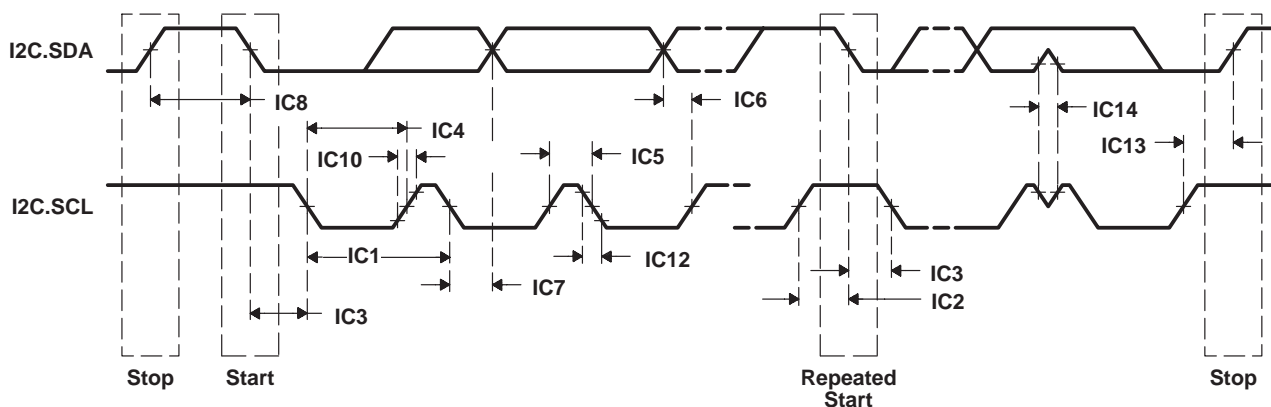 I2C.SDA
IC8
IC6
IC4
IC14
IC10
IC5
IC13
I2C.SCL
IC1
IC12
IC7
IC3
IC3
IC2
Stop
Start
Repeated
Start
Stop